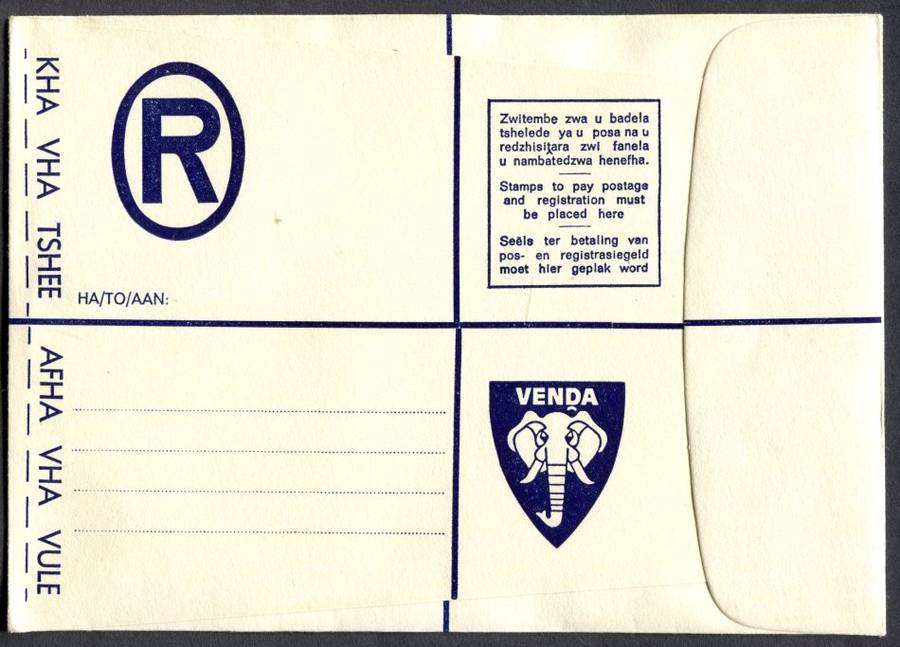 KHA VHA TSHEE
AFHA VHA VULE
R
HA/TO/AAN:
Zwitembe zwa u badela
tshelede ya u posa na u
redzhisiṱara zwi fanela
u nambatedzwa henefha.
Stamps to pay postage
and registration must
be placed here
Seëls ter betaling van
pos- en registrasiegeld
moet hier geplak word
VENḒA